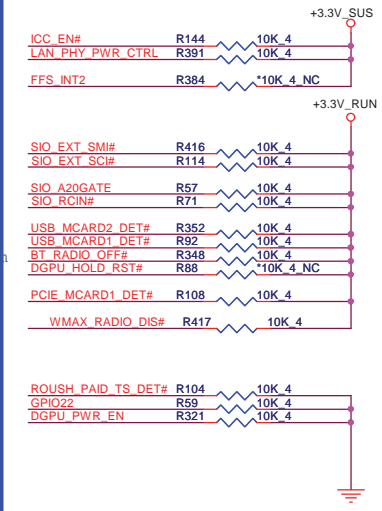 +3.3V_SUS
ICC_EN# R144 10K_4
LAN_PHY_PWR_CTRL R391 10K_4
FFS_INT2 R384 *10K_4_NC
+3.3V_RUN
SIO_EXT_SMI# R416 10K_4
SIO_EXT_SCI# R114 10K_4
SIO_A20GATE R57 10K_4
SIO_RCIN# R71 10K_4
USB_MCARD2_DET# R352 10K_4
USB_MCARD1_DET# R92 10K_4
BT_RADIO_OFF# R348 10K_4
DGPU_HOLD_RST# R88 *10K_4_NC
PCIE_MCARD1_DET# R108 10K_4
WMAX_RADIO_DIS# R417 10K_4
ROUSH_PAID_TS_DET# R104 10K_4
GPIO22 R59 10K_4
DGPU_PWR_EN R321 10K_4